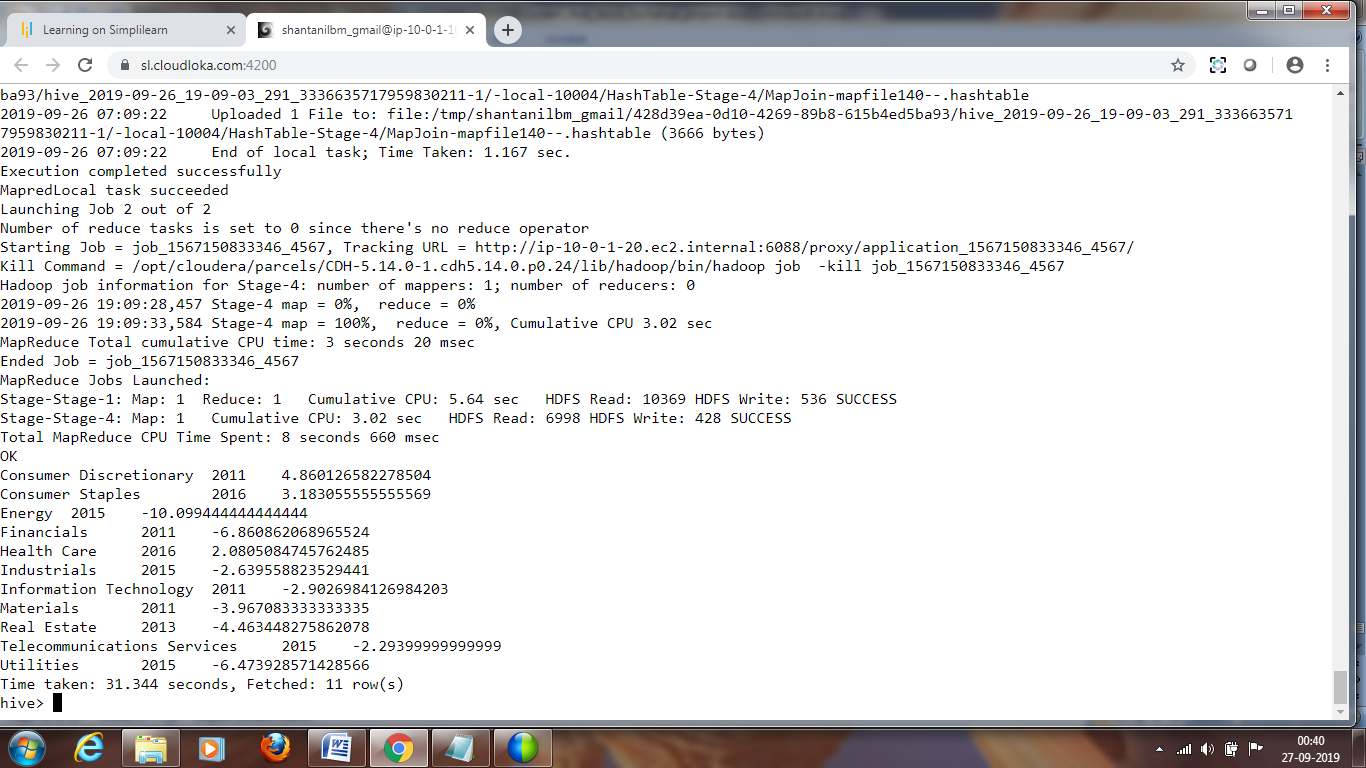 Learning on Simplilearn
shantanilbm_gmail@ip-10-0-1-10
sl.cloudloka.com:4200
ba93/hive_2019-09-26_19-09-03_291_3336635717959830211-1/-local-10004/HashTable-Stage-4/MapJoin-mapfile140--.hashtable
2019-09-26 07:09:22     Uploaded 1 File to: file:/tmp/shantanilbm_gmail/428d39ea-0d10-4269-89b8-615b4ed5ba93/hive_2019-09-26_19-09-03_291_333663571
7959830211-1/-local-10004/HashTable-Stage-4/MapJoin-mapfile140--.hashtable (3666 bytes)
2019-09-26 07:09:22     End of local task; Time Taken: 1.167 sec.
Execution completed successfully
MapredLocal task succeeded
Launching Job 2 out of 2
Number of reduce tasks is set to 0 since there's no reduce operator
Starting Job = job_1567150833346_4567, Tracking URL = http://ip-10-0-1-20.ec2.internal:6088/proxy/application_1567150833346_4567/
Kill Command = /opt/cloudera/parcels/CDH-5.14.0-1.cdh5.14.0.p0.24/lib/hadoop/bin/hadoop job  -kill job_1567150833346_4567
Hadoop job information for Stage-4: number of mappers: 1; number of reducers: 0
2019-09-26 19:09:28,457 Stage-4 map = 0%,  reduce = 0%
2019-09-26 19:09:33,584 Stage-4 map = 100%,  reduce = 0%, Cumulative CPU 3.02 sec
MapReduce Total cumulative CPU time: 3 seconds 20 msec
Ended Job = job_1567150833346_4567
MapReduce Jobs Launched:
Stage-Stage-1: Map: 1  Reduce: 1   Cumulative CPU: 5.64 sec   HDFS Read: 10369 HDFS Write: 536 SUCCESS
Stage-Stage-4: Map: 1   Cumulative CPU: 3.02 sec   HDFS Read: 6998 HDFS Write: 428 SUCCESS
Total MapReduce CPU Time Spent: 8 seconds 660 msec
OK
Consumer Discretionary  2011    4.860126582278504
Consumer Staples        2016    3.183055555555569
Energy  2015    -10.099444444444444
Financials      2011    -6.860862068965524
Health Care     2016    2.0805084745762485
Industrials     2015    -2.639558823529441
Information Technology  2011    -2.9026984126984203
Materials       2011    -3.967083333333335
Real Estate     2013    -4.463448275862078
Telecommunications Services     2015    -2.29399999999999
Utilities       2015    -6.473928571428566
Time taken: 31.344 seconds, Fetched: 11 row(s)
hive>
00:40
27-09-2019